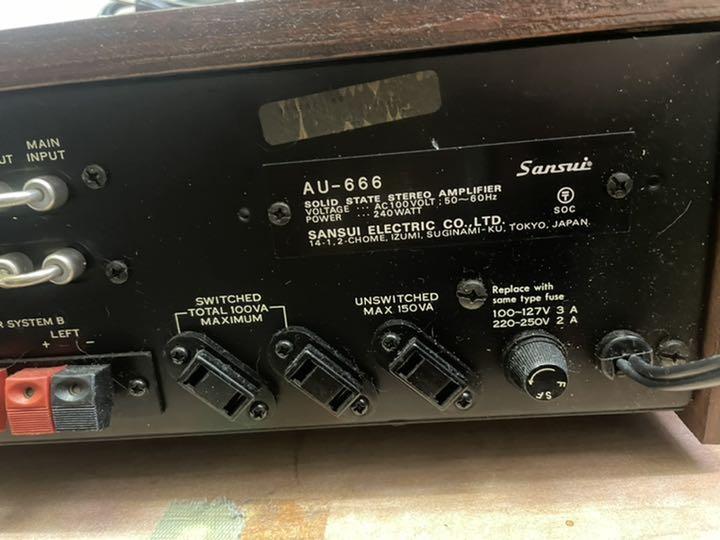 UT
MAIN
INPUT
Sansui
AU-666
SOLID STATE STEREO AMPLIFIER
VOLTAGE ··· AC100VOLT ; 50~60Hz
POWER ··· 240WATT
SANSUI ELECTRIC CO., LTD.
14-1, 2-CHOME, IZUMI, SUGINAMI-KU, TOKYO, JAPAN
SOC
SWITCHED
TOTAL 100VA
MAXIMUM
UNSWITCHED
MAX 150VA
Replace with
same type fuse
100-127V 3 A
220-250V 2 A
R SYSTEM B
LEFT
+ -
F
S.F